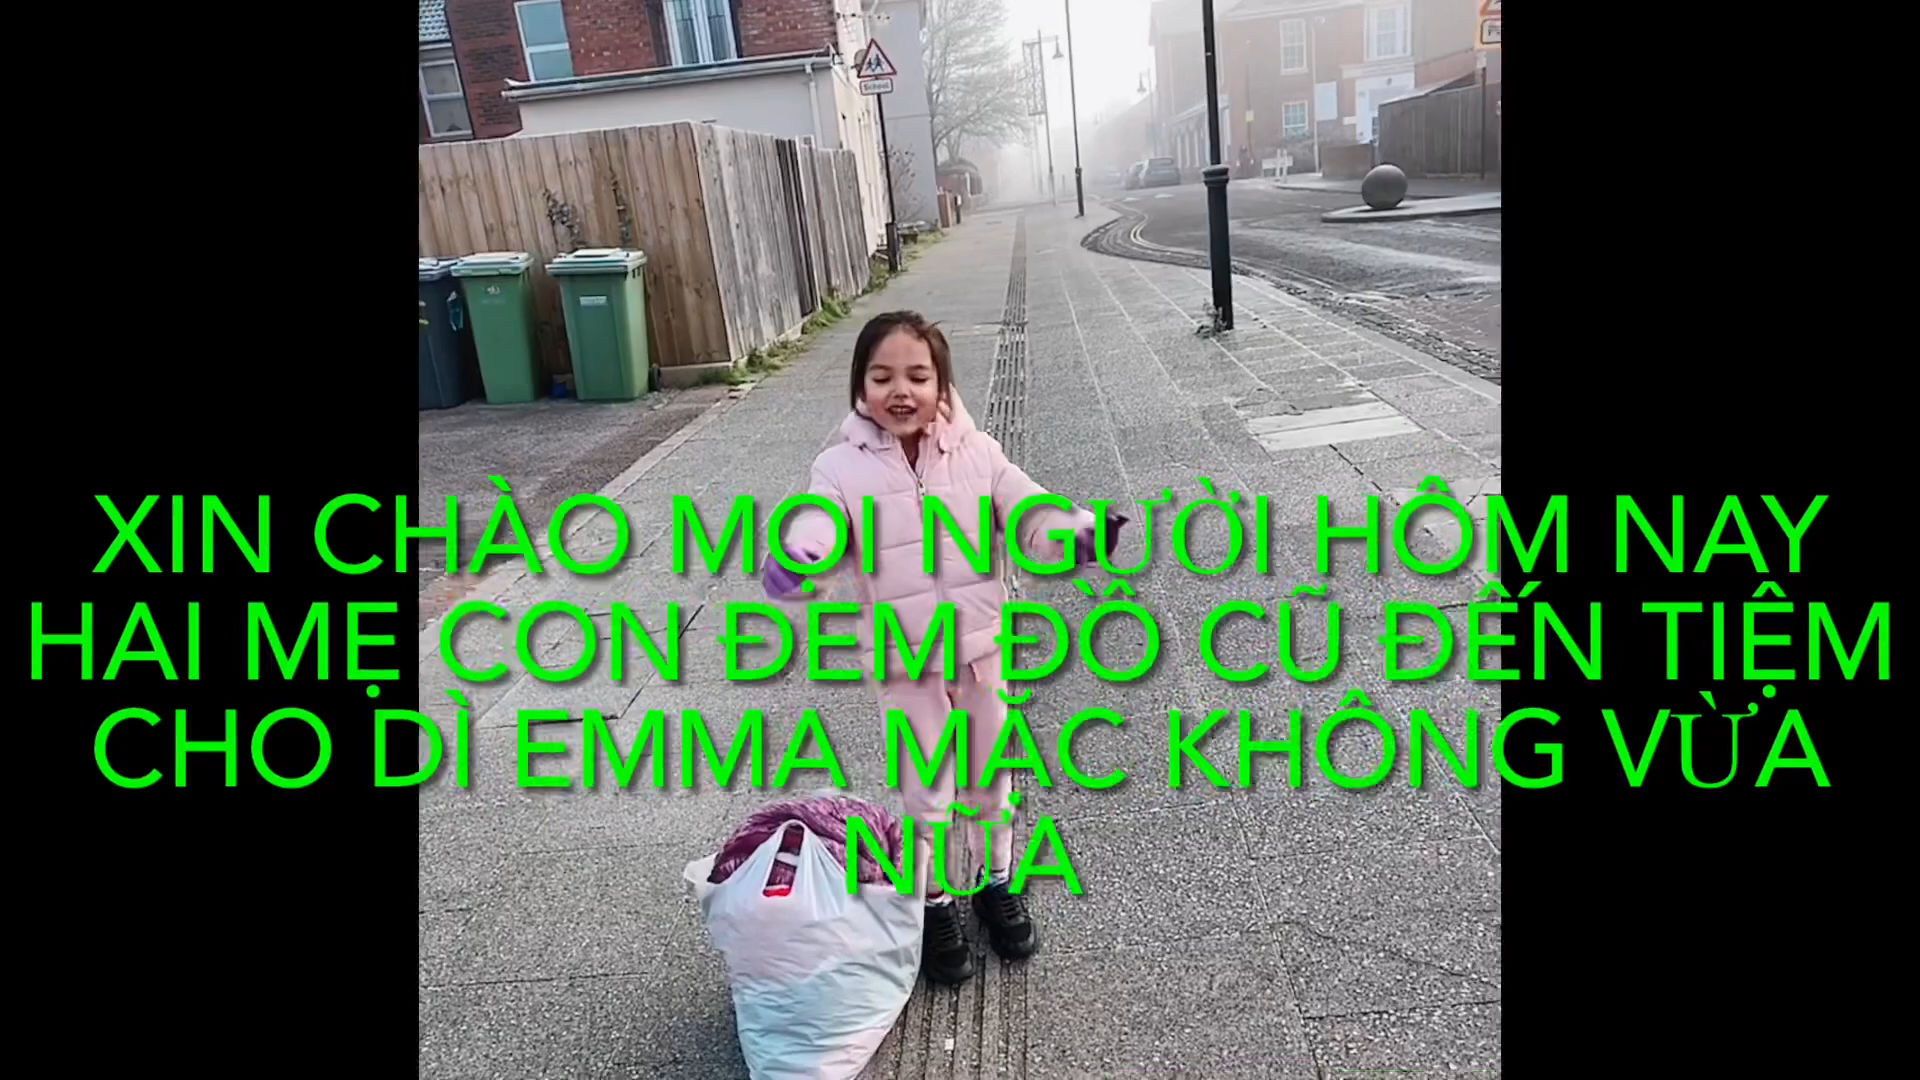 School
XIN CHÀO MỌI NGƯỜI HÔM NAY
HAI MẸ CON ĐEM ĐỒ CŨ ĐẾN TIỆM
CHO DÌ EMMA MẶC KHÔNG VỪA
NỮA